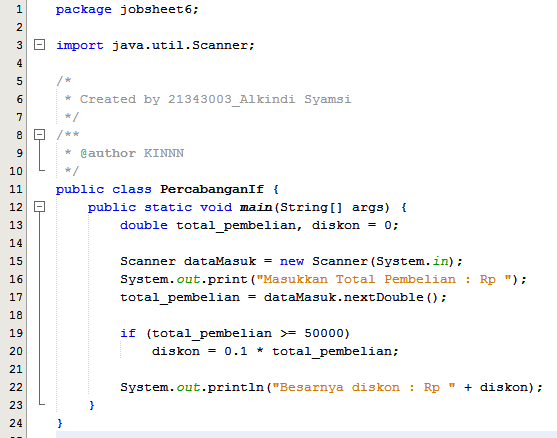 1 package jobsheet6;
2
3 import java.util.Scanner;
4
5 /*
6  * Created by 21343003_Alkindi Syamsi
7  */
8 /**
9  * @author KINNN
10  */
11 public class PercabanganIf {
12     public static void main(String[] args) {
13         double total_pembelian, diskon = 0;
14
15         Scanner dataMasuk = new Scanner(System.in);
16         System.out.print("Masukkan Total Pembelian : Rp ");
17         total_pembelian = dataMasuk.nextDouble();
18
19         if (total_pembelian >= 50000)
20             diskon = 0.1 * total_pembelian;
21
22         System.out.println("Besarnya diskon : Rp " + diskon);
23     }
24 }